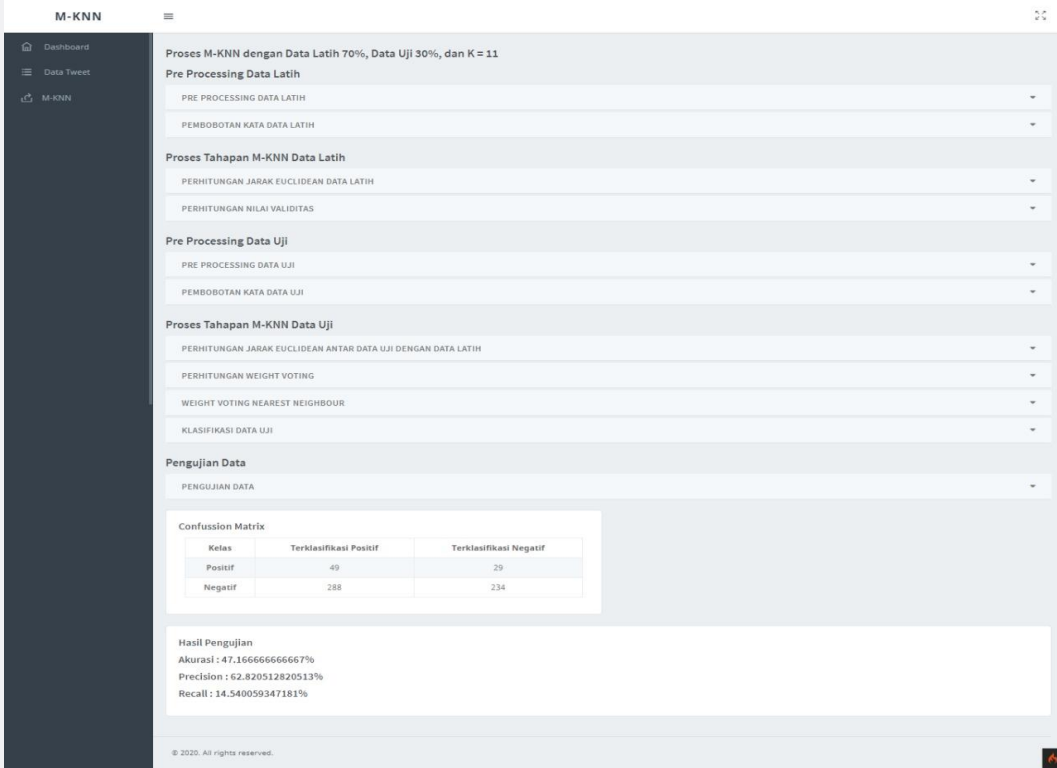 M-KNN
Dashboard
Data Tweet
M-KNN
Proses M-KNN dengan Data Latih 70%, Data Uji 30%, dan K = 11
Pre Processing Data Latih
PRE PROCESSING DATA LATIH
PEMBOBOTAN KATA DATA LATIH
Proses Tahapan M-KNN Data Latih
PERHITUNGAN JARAK EUCLIDEAN DATA LATIH
PERHITUNGAN NILAI VALIDITAS
Pre Processing Data Uji
PRE PROCESSING DATA UJI
PEMBOBOTAN KATA DATA UJI
Proses Tahapan M-KNN Data Uji
PERHITUNGAN JARAK EUCLIDEAN ANTAR DATA UJI DENGAN DATA LATIH
PERHITUNGAN WEIGHT VOTING
WEIGHT VOTING NEAREST NEIGHBOUR
KLASIFIKASI DATA UJI
Pengujian Data
PENGUJIAN DATA
Confussion Matrix
Kelas Terklasifikasi Positif Terklasifikasi Negatif
Positif 49 29
Negatif 288 234
Hasil Pengujian
Akurasi : 47.166666666667%
Precision : 62.820512820513%
Recall : 14.540059347181%
© 2020. All rights reserved.